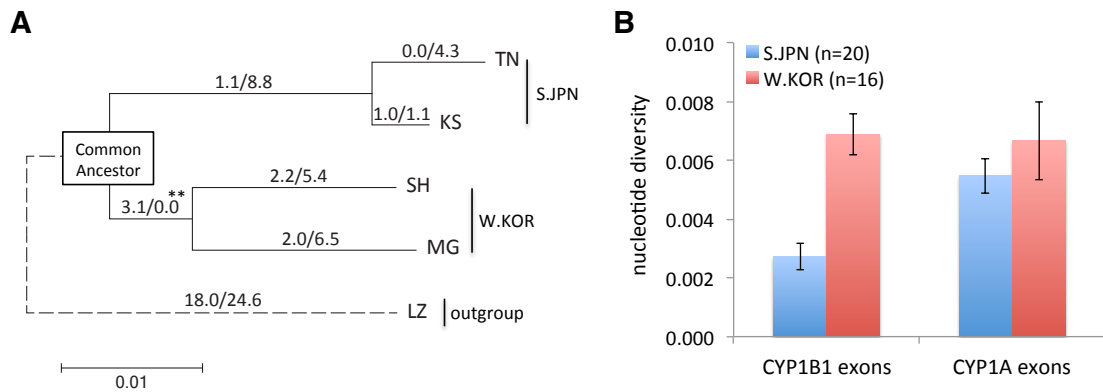 A
0.0/4.3
TN
1.1/8.8
S.JPN
1.0/1.1
KS
Common
Ancestor
2.2/5.4
SH
**
3.1/0.0
W.KOR
2.0/6.5
MG
18.0/24.6
LZ
outgroup
0.01
B
S.JPN (n=20)
W.KOR (n=16)
nucleotide diversity
0.010
0.008
0.006
0.004
0.002
0.000
CYP1B1 exons
CYP1A exons